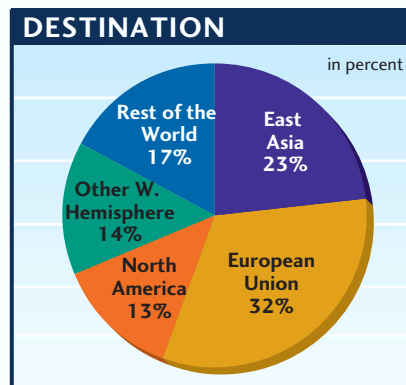 DESTINATION
in percent
East
Asia
23%
European
Union
32%
North
America
13%
Other W.
Hemisphere
14%
Rest of the
World
17%